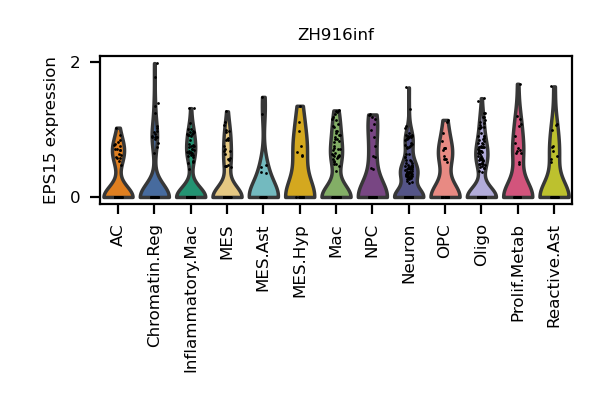 ZH916inf
EPS15 expression
2
0
AC
Chromatin.Reg
Inflammatory.Mac
MES
MES.Ast
MES.Hyp
Mac
NPC
Neuron
OPC
Oligo
Prolif.Metab
Reactive.Ast